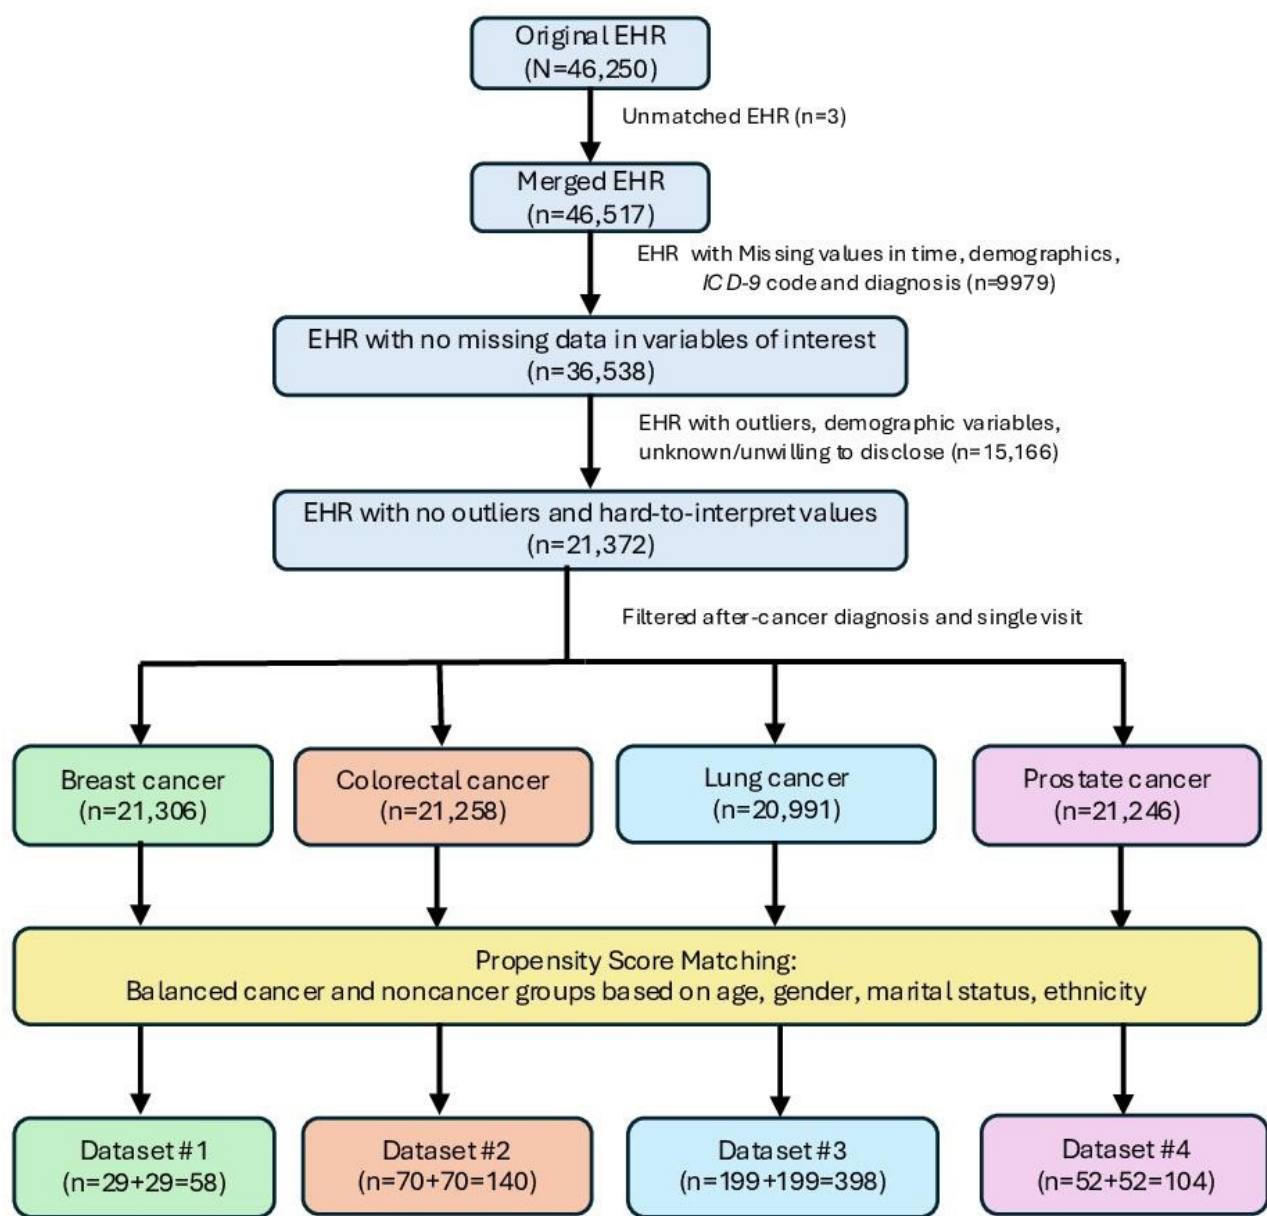 Original EHR
(N=46,250)
Unmatched EHR (n=3)
Merged EHR
(n=46,517)
EHR with Missing values in time, demographics,
ICD-9 code and diagnosis (n=9979)
EHR with no missing data in variables of interest
(n=36,538)
EHR with outliers, demographic variables,
unknown/unwilling to disclose (n=15,166)
EHR with no outliers and hard-to-interpret values
(n=21,372)
Filtered after-cancer diagnosis and single visit
Breast cancer
(n=21,306)
Colorectal cancer
(n=21,258)
Lung cancer
(n=20,991)
Prostate cancer
(n=21,246)
Propensity Score Matching:
Balanced cancer and noncancer groups based on age, gender, marital status, ethnicity
Dataset #1
(n=29+29=58)
Dataset #2
(n=70+70=140)
Dataset #3
(n=199+199=398)
Dataset #4
(n=52+52=104)